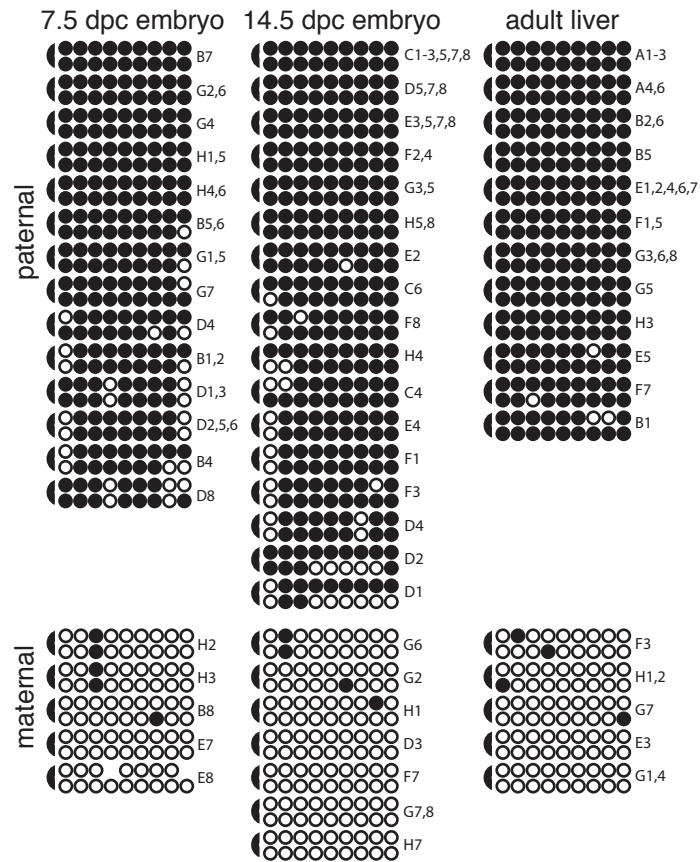 7.5 dpc embryo
B7
G2,6
G4
H1,5
H4,6
B5,6
G1,5
G7
D4
B1,2
D1,3
D2,5,6
B4
D8
14.5 dpc embryo
C1-3,5,7,8
D5,7,8
E3,5,7,8
F2,4
G3,5
H5,8
E2
C6
F8
H4
C4
E4
F1
F3
D4
D2
D1
adult liver
A1-3
A4,6
B2,6
B5
E1,2,4,6,7
F1,5
G3,6,8
G5
H3
E5
F7
B1
paternal
maternal
H2
H3
B8
E7
E8
G6
G2
H1
D3
F7
G7,8
H7
F3
H1,2
G7
E3
G1,4